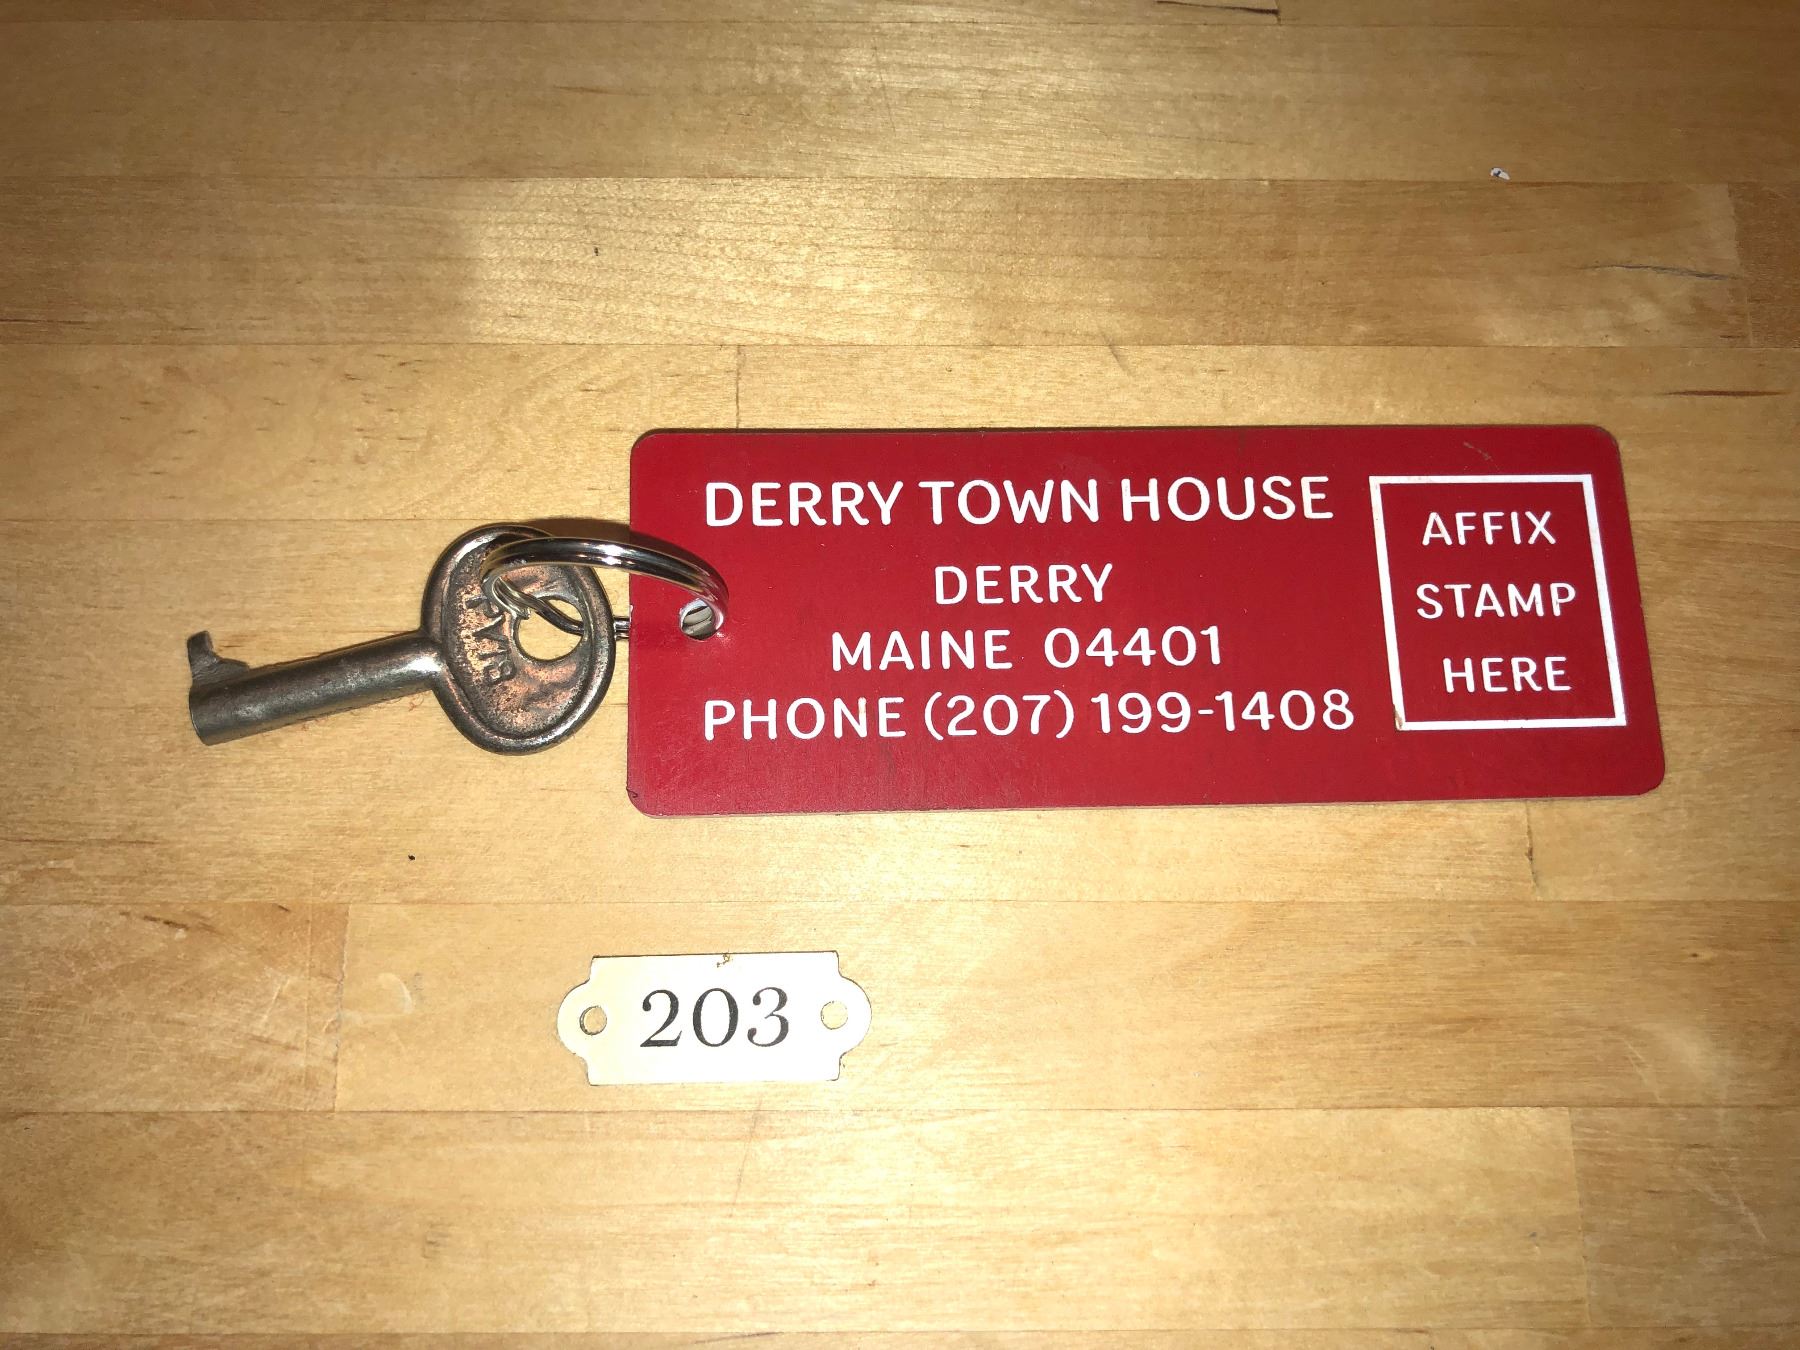 DERRY TOWN HOUSE
DERRY
MAINE 04401
PHONE (207) 199-1408
AFFIX
STAMP
HERE
203